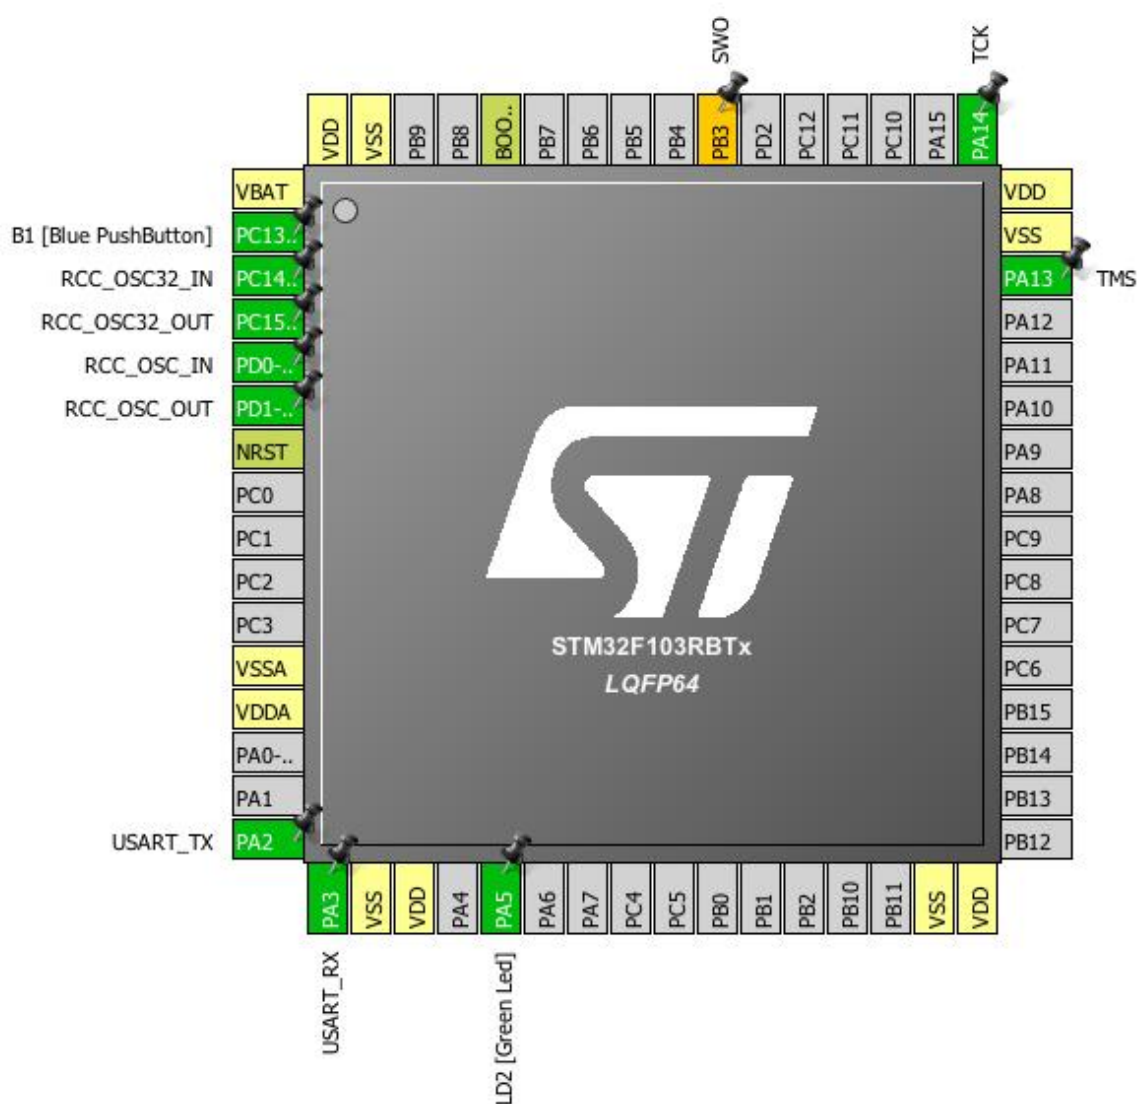 SWO
TCK
VDD
VSS
PB9
PB8
BOO..
PB7
PB6
PB5
PB4
PB3
PD2
PC12
PC11
PC10
PA15
PA14
VBAT
B1 [Blue PushButton] PC13..
RCC_OSC32_IN PC14..
RCC_OSC32_OUT PC15..
RCC_OSC_IN PD0-..
RCC_OSC_OUT PD1-..
NRST
PC0
PC1
PC2
PC3
VSSA
VDDA
PA0-..
PA1
USART_TX PA2
ST
STM32F103RBTx
LQFP64
VDD
VSS
PA13 TMS
PA12
PA11
PA10
PA9
PA8
PC9
PC8
PC7
PC6
PB15
PB14
PB13
PB12
PA3
VSS
VDD
PA4
PA5
PA6
PA7
PC4
PC5
PB0
PB1
PB2
PB10
PB11
VSS
VDD
USART_RX
LD2 [Green Led]